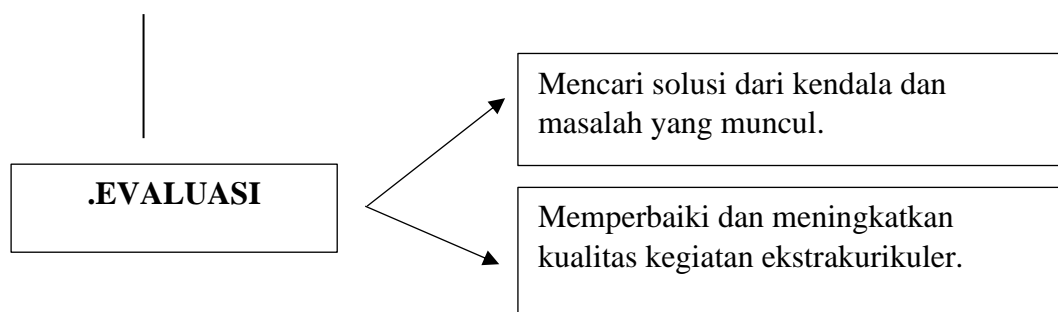 Mencari solusi dari kendala dan
masalah yang muncul.
.EVALUASI
Memperbaiki dan meningkatkan
kualitas kegiatan ekstrakurikuler.